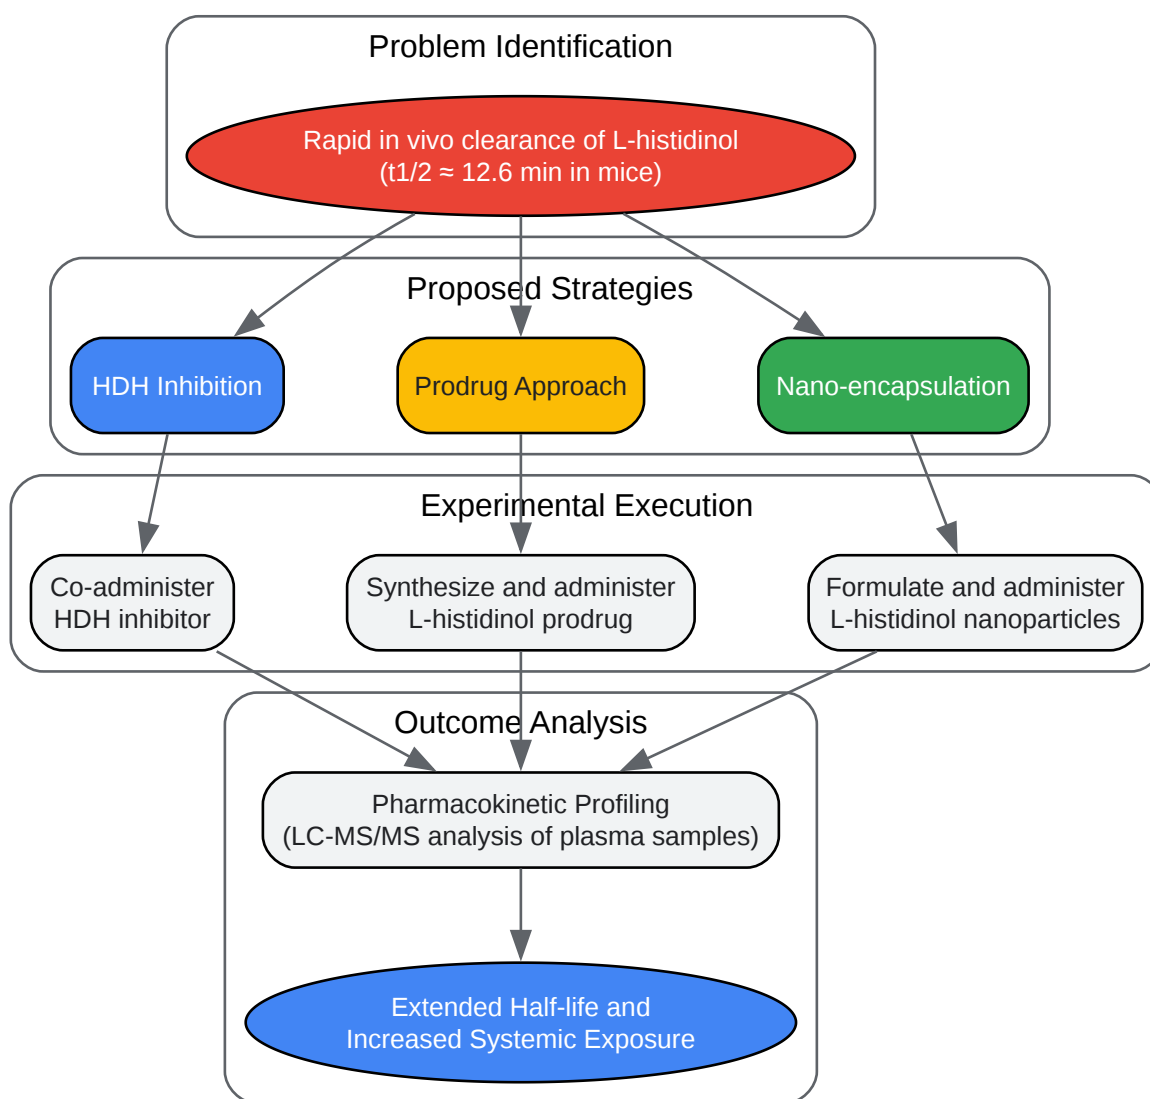 Problem Identification
Rapid in vivo clearance of L-histidinol
(t1/2 ≈ 12.6 min in mice)
Proposed Strategies
HDH Inhibition
Prodrug Approach
Nano-encapsulation
Experimental Execution
Co-administer
HDH inhibitor
Synthesize and administer
L-histidinol prodrug
Formulate and administer
L-histidinol nanoparticles
Outcome Analysis
Pharmacokinetic Profiling
(LC-MS/MS analysis of plasma samples)
Extended Half-life and
Increased Systemic Exposure